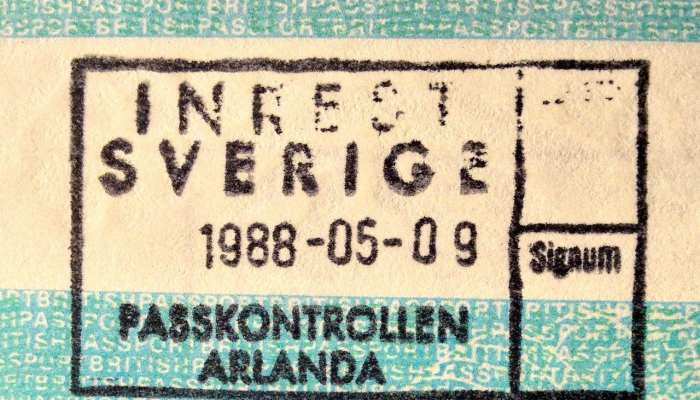 INREST
SVERIGE
1988-05-09
Signum
PASSKONTROLLEN
ARLANDA